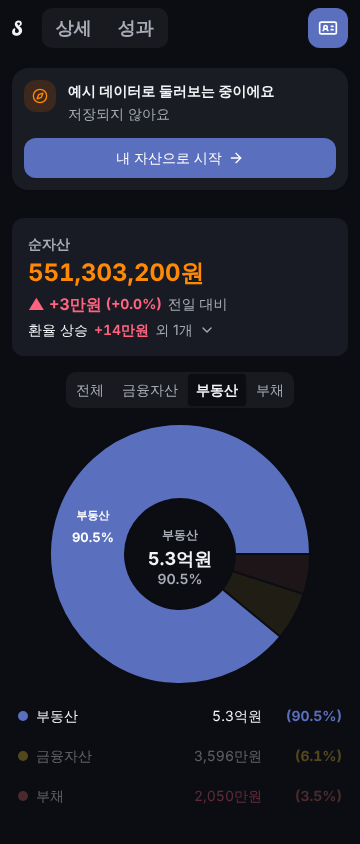 S
상세 성과
예시 데이터로 둘러보는 중이에요
저장되지 않아요
내 자산으로 시작 →
순자산
551,303,200원
▲ +3만원 (+0.0%) 전일 대비
환율 상승 +14만원 외 1개
전체 금융자산 부동산 부채
부동산
90.5%
부동산
5.3억원
90.5%
부동산 5.3억원 (90.5%)
금융자산 3,596만원 (6.1%)
부채 2,050만원 (3.5%)